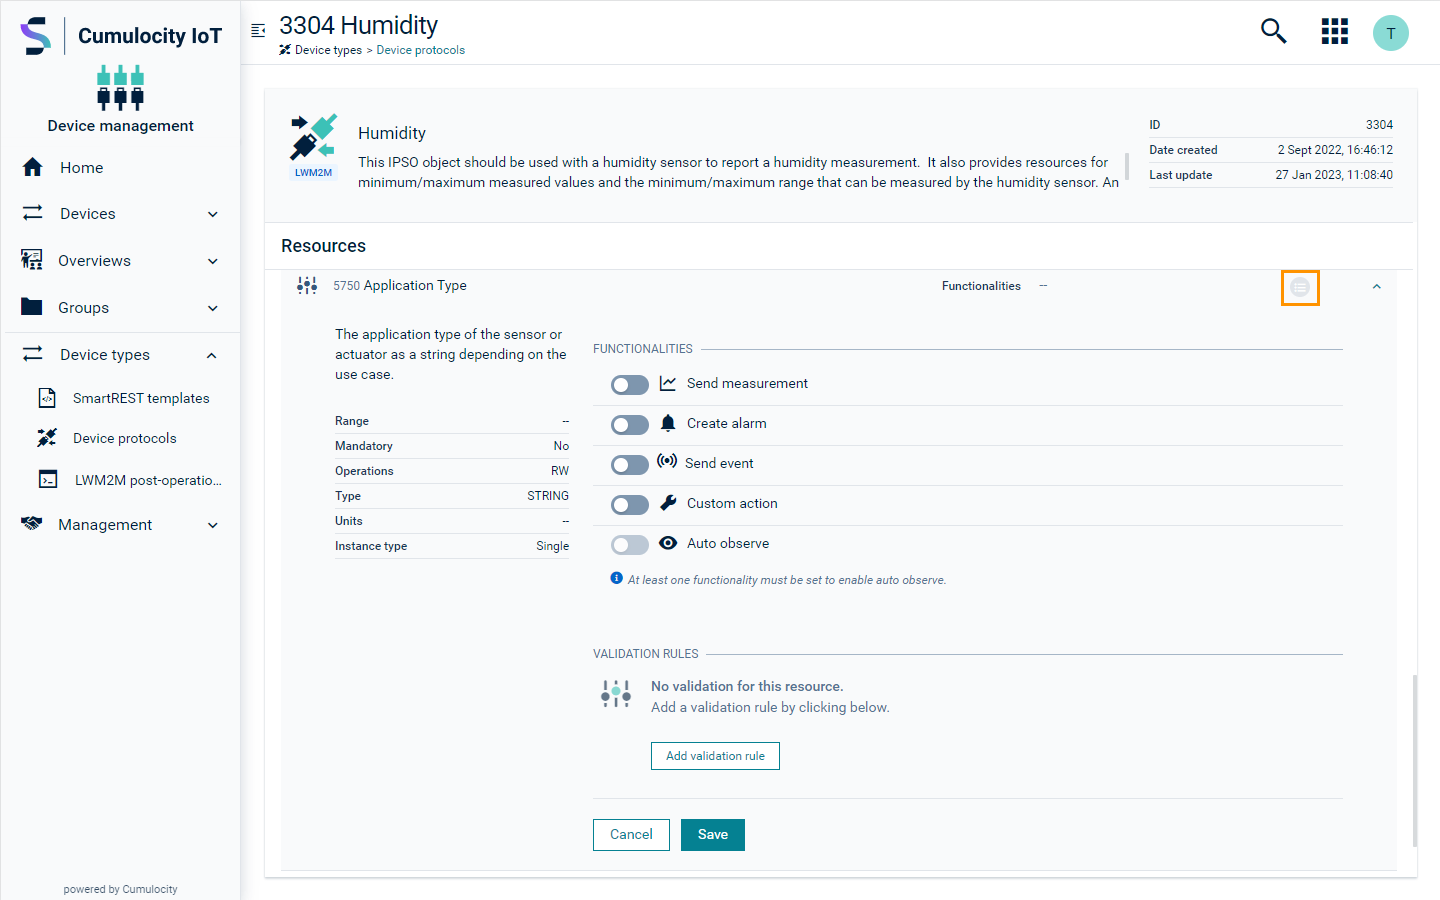 Cumulocity IoT
Device management
Home
Devices
Overviews
Groups
Device types
SmartREST templates
Device protocols
LWM2M post-operatio...
Management
powered by Cumulocity
3304 Humidity
Device types > Device protocols
T
LWM2M
Humidity
This IPSO object should be used with a humidity sensor to report a humidity measurement. It also provides resources for
minimum/maximum measured values and the minimum/maximum range that can be measured by the humidity sensor. An
ID 3304
Date created 2 Sept 2022, 16:46:12
Last update 27 Jan 2023, 11:08:40
Resources
5750 Application Type Functionalities --
The application type of the sensor or
actuator as a string depending on the
use case.
Range --
Mandatory No
Operations RW
Type STRING
Units --
Instance type Single
FUNCTIONALITIES
Send measurement
Create alarm
Send event
Custom action
Auto observe
At least one functionality must be set to enable auto observe.
VALIDATION RULES
No validation for this resource.
Add a validation rule by clicking below.
Add validation rule
Cancel Save